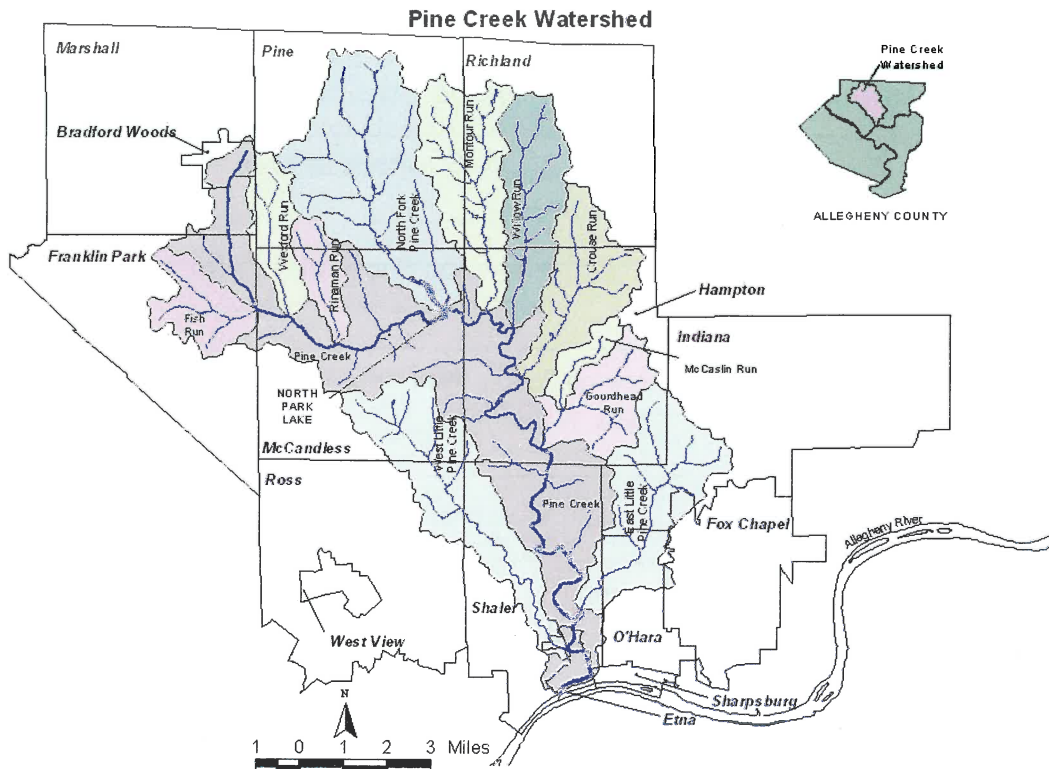 Pine Creek Watershed
Marshall
Pine
Richland
Pine Creek
Watershed
ALLEGHENY COUNTY
Bradford Woods
Montour Run
Willow Run
Wexford Run
Rinaman Run
North Fork
Pine Creek
Crouse Run
Franklin Park
Hampton
Fish
Run
Indiana
Pine Creek
McCaslin Run
NORTH
PARK
LAKE
Gourdhead
Run
West Little
Pine Creek
McCandless
Ross
Pine Creek
East Little
Pine Creek
Fox Chapel
Allegheny River
Shaler
O'Hara
West View
Sharpsburg
Etna
N
1 0 1 2 3 Miles